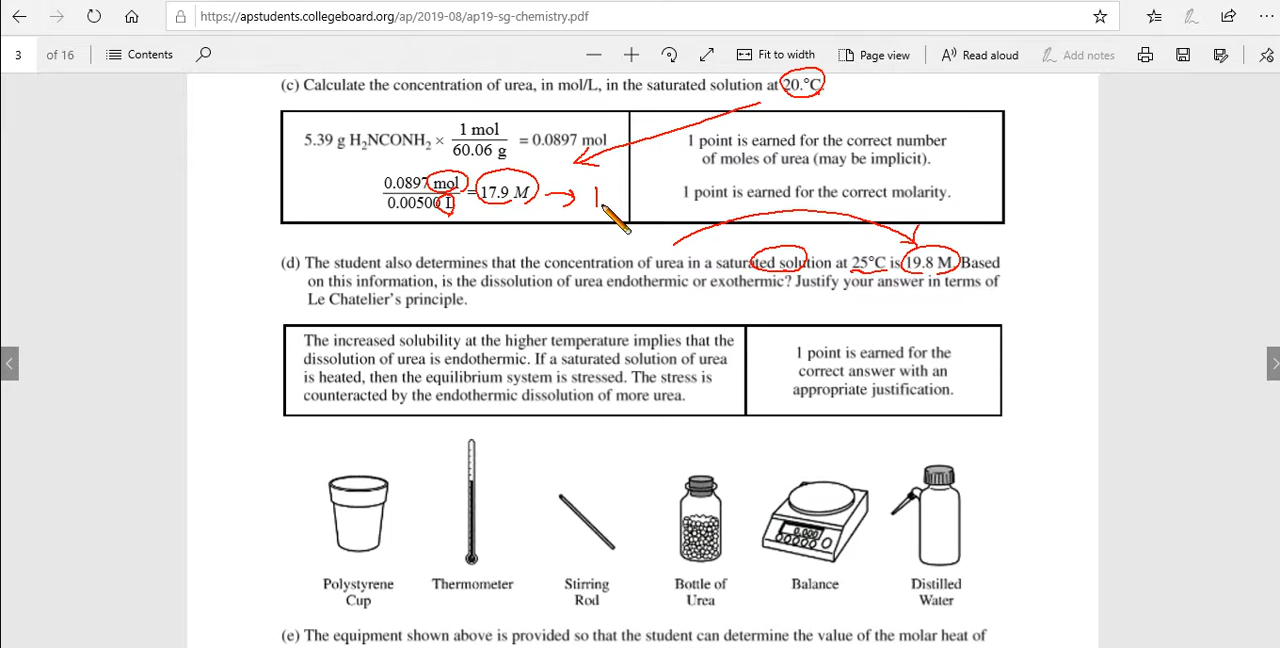 https://apstudents.collegeboard.org/ap/2019-08/ap19-sg-chemistry.pdf
3 of 16 Contents Fit to width Page view Read aloud Add notes
(c) Calculate the concentration of urea, in mol/L, in the saturated solution at 20.°C.
5.39 g H₂NCONH₂ × 1 mol / 60.06 g = 0.0897 mol
0.0897 mol / 0.00500 L = 17.9 M → 1
1 point is earned for the correct number
of moles of urea (may be implicit).
1 point is earned for the correct molarity.
(d) The student also determines that the concentration of urea in a saturated solution at 25°C is 19.8 M. Based
on this information, is the dissolution of urea endothermic or exothermic? Justify your answer in terms of
Le Chatelier's principle.
The increased solubility at the higher temperature implies that the
dissolution of urea is endothermic. If a saturated solution of urea
is heated, then the equilibrium system is stressed. The stress is
counteracted by the endothermic dissolution of more urea.
1 point is earned for the
correct answer with an
appropriate justification.
0.000
Polystyrene
Cup
Thermometer
Stirring
Rod
Bottle of
Urea
Balance
Distilled
Water
(e) The equipment shown above is provided so that the student can determine the value of the molar heat of